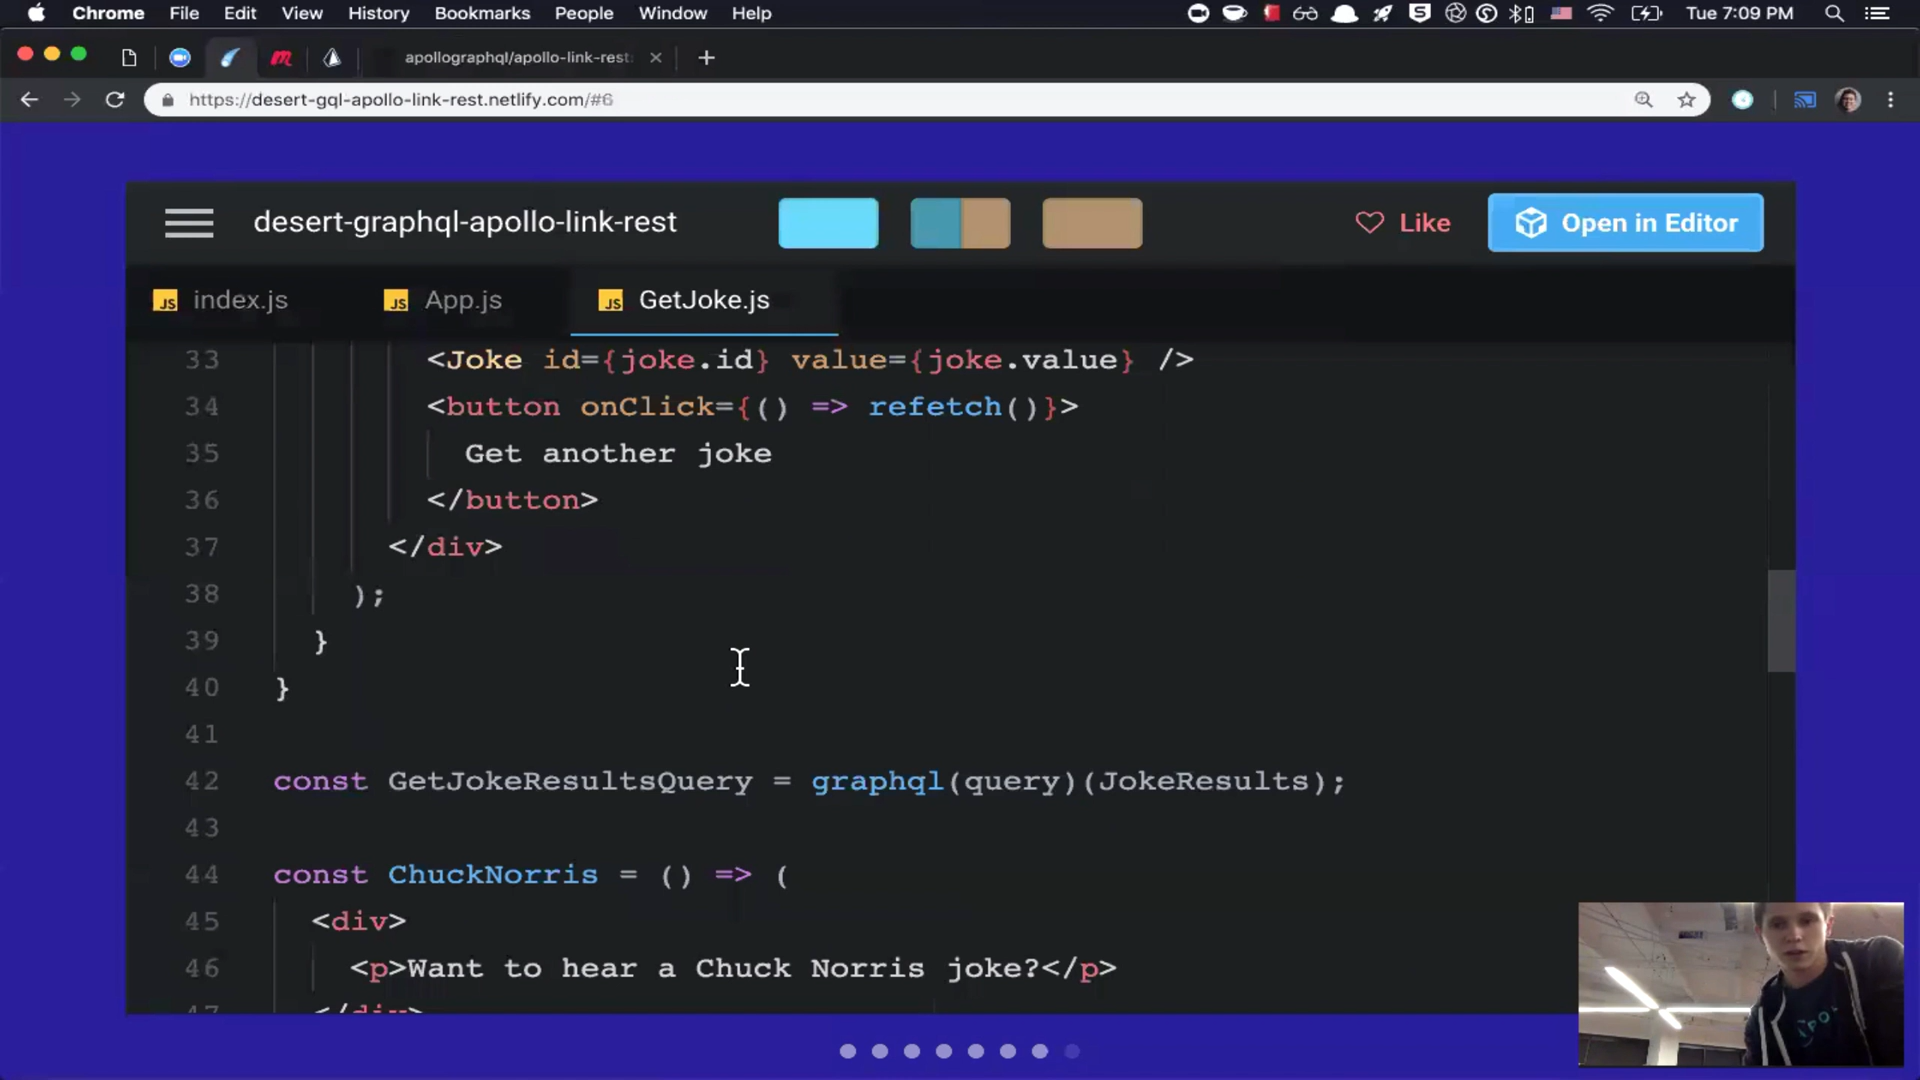 Chrome File Edit View History Bookmarks People Window Help Tue 7:09 PM
apollographql/apollo-link-rest:
https://desert-gql-apollo-link-rest.netlify.com/#6
desert-graphql-apollo-link-rest Like Open in Editor
JS index.js JS App.js JS GetJoke.js
33 <Joke id={joke.id} value={joke.value} />
34 <button onClick={() => refetch()}>
35 Get another joke
36 </button>
37 </div>
38 );
39 }
40 }
41
42 const GetJokeResultsQuery = graphql(query)(JokeResults);
43
44 const ChuckNorris = () => (
45 <div>
46 <p>Want to hear a Chuck Norris joke?</p>
47 </div>